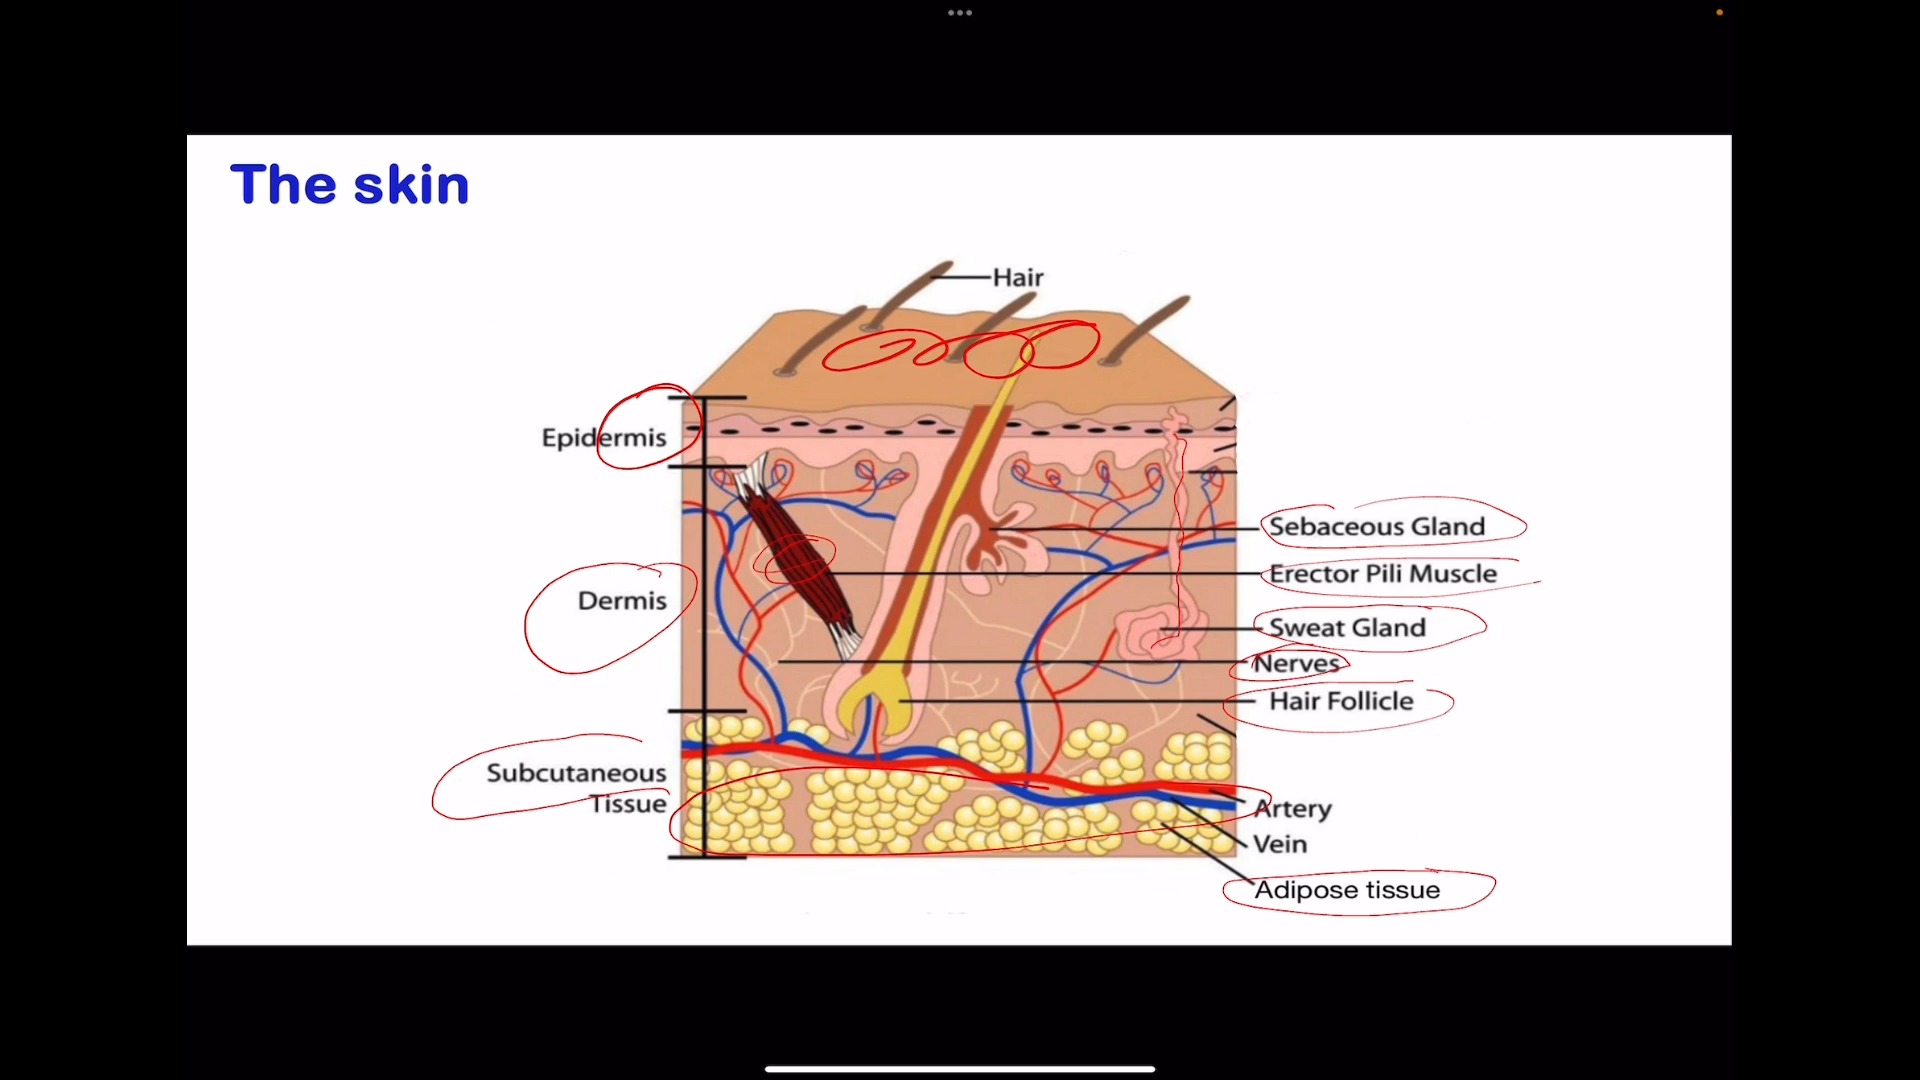 The skin
Hair
Epidermis
Dermis
Subcutaneous
Tissue
Sebaceous Gland
Erector Pili Muscle
Sweat Gland
Nerves
Hair Follicle
Artery
Vein
Adipose tissue